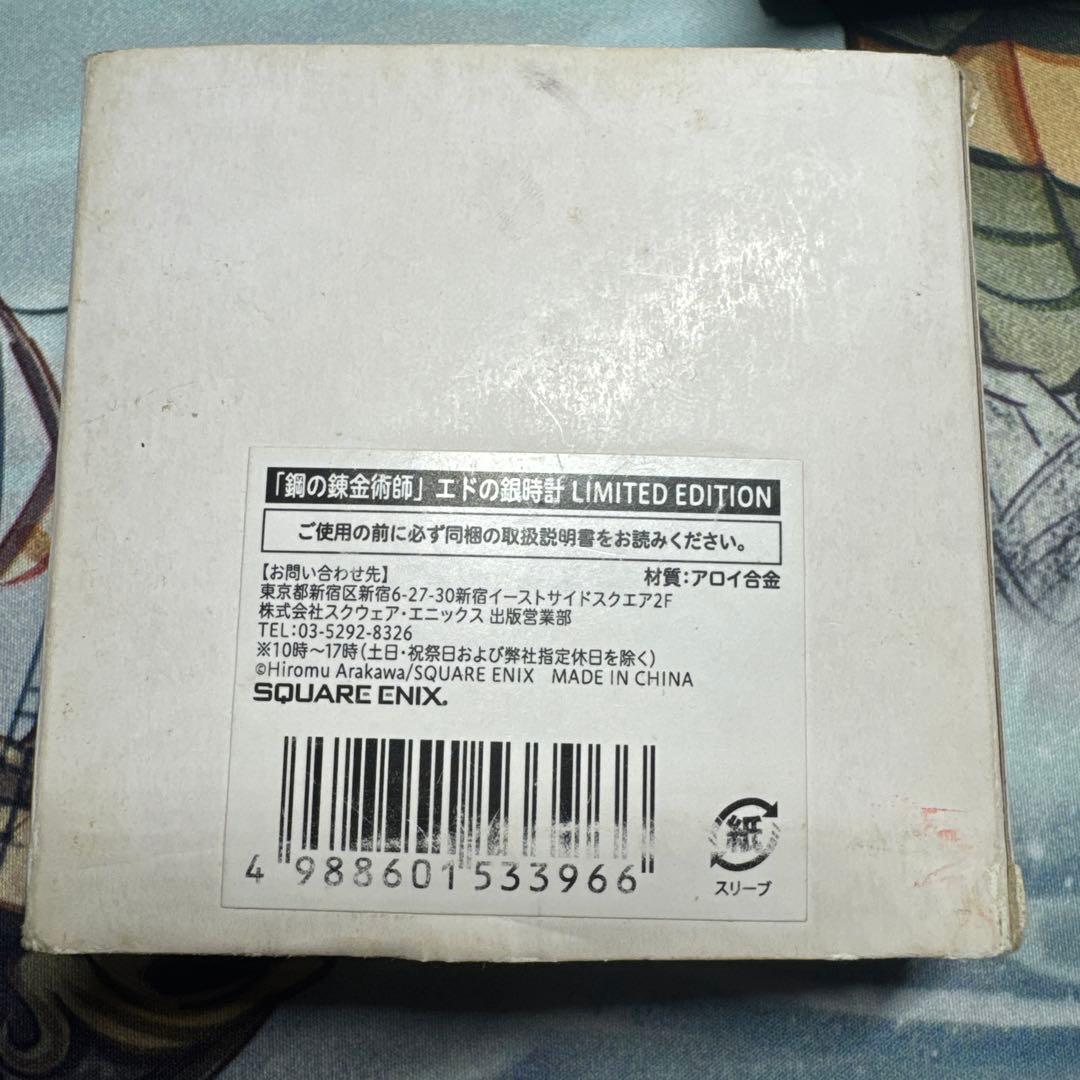 「鋼の錬金術師」エドの銀時計 LIMITED EDITION
ご使用の前に必ず同梱の取扱説明書をお読みください。
【お問い合わせ先】 材質:アロイ合金
東京都新宿区新宿6-27-30新宿イーストサイドスクエア2F
株式会社スクウェア・エニックス 出版営業部
TEL:03-5292-8326
※10時～17時(土日・祝祭日および弊社指定休日を除く)
©Hiromu Arakawa/SQUARE ENIX MADE IN CHINA
SQUARE ENIX.
4 988601 533966
紙
スリーブ